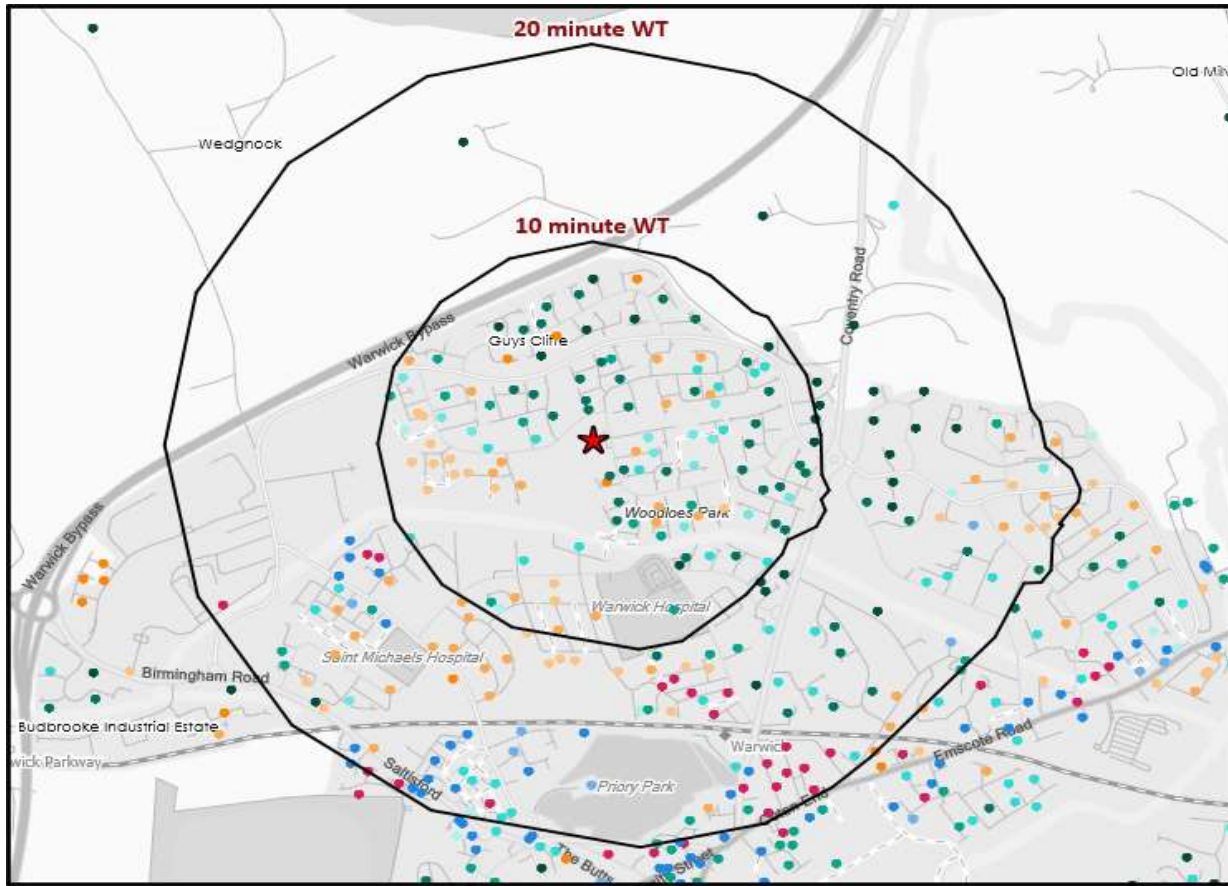 20 minute WT
Old Mil
Wedgnock
10 minute WT
Coventry Road
Warwick Bypass
Guys Cliffe
Woodloes Park
Warwick Bypass
Warwick Hospital
Saint Michaels Hospital
Birmingham Road
Budbrooke Industrial Estate
wick Parkway
Warwick
Emscote Road
Saltisford
Priory Park
The Butts
Street